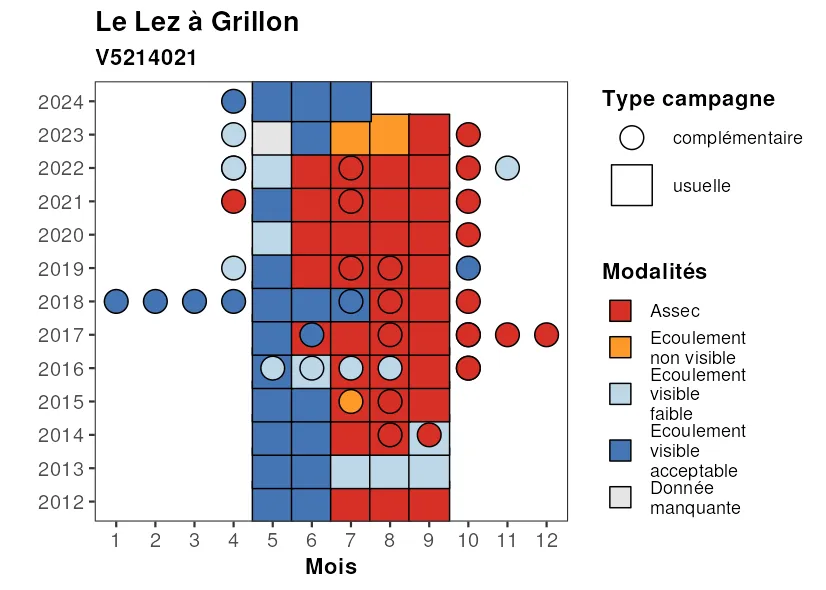 Le Lez à Grillon
V5214021
2024
2023
2022
2021
2020
2019
2018
2017
2016
2015
2014
2013
2012
1 2 3 4 5 6 7 8 9 10 11 12
Mois
Type campagne
complémentaire
usuelle
Modalités
Assec
Ecoulement
non visible
Ecoulement
visible
faible
Ecoulement
visible
acceptable
Donnée
manquante